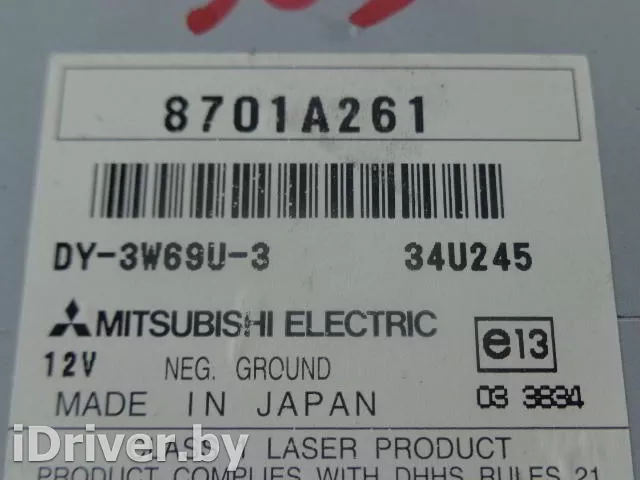 8701A261
DY-3W69U-3 34U245
MITSUBISHI ELECTRIC
e13
12V NEG. GROUND
MADE IN JAPAN 03 3834
LASER PRODUCT
PRODUCT COMPLIES WITH DHHS RULES 21
iDriver.by